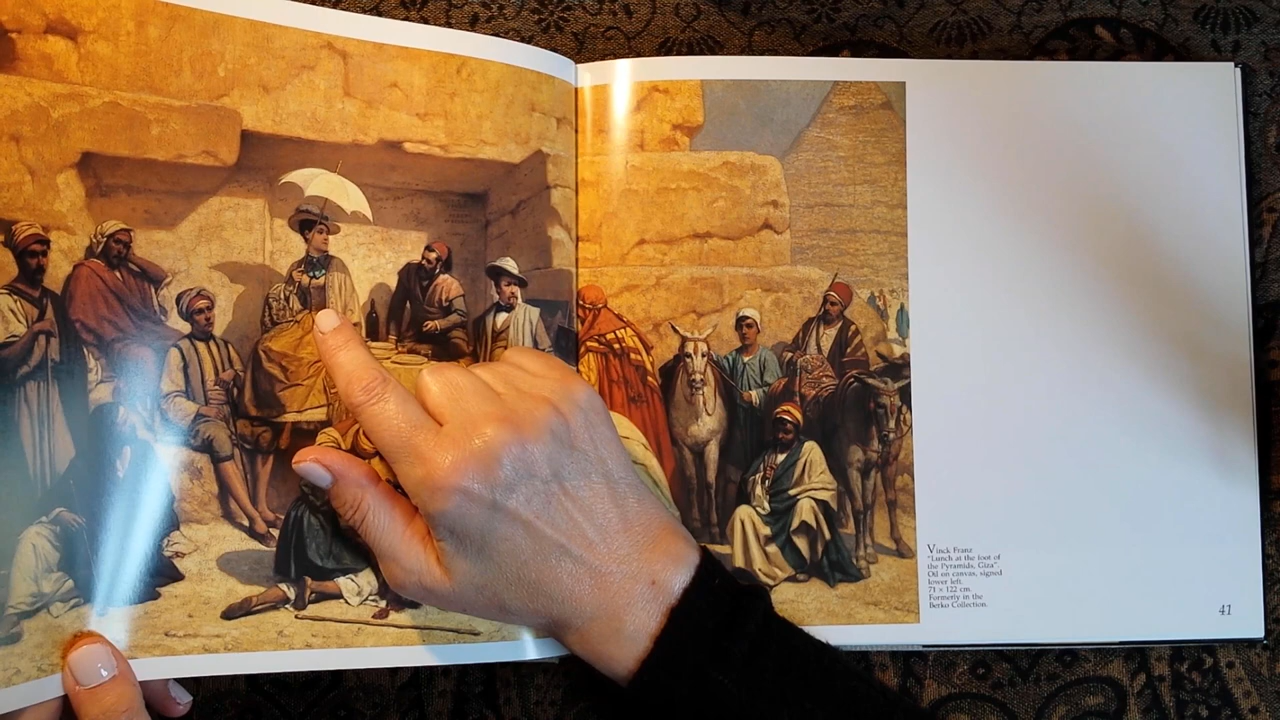 Vinck Franz
"Lunch at the foot of
the Pyramids, Giza".
Oil on canvas, signed
lower left.
71 × 122 cm.
Formerly in the
Berko Collection.
41